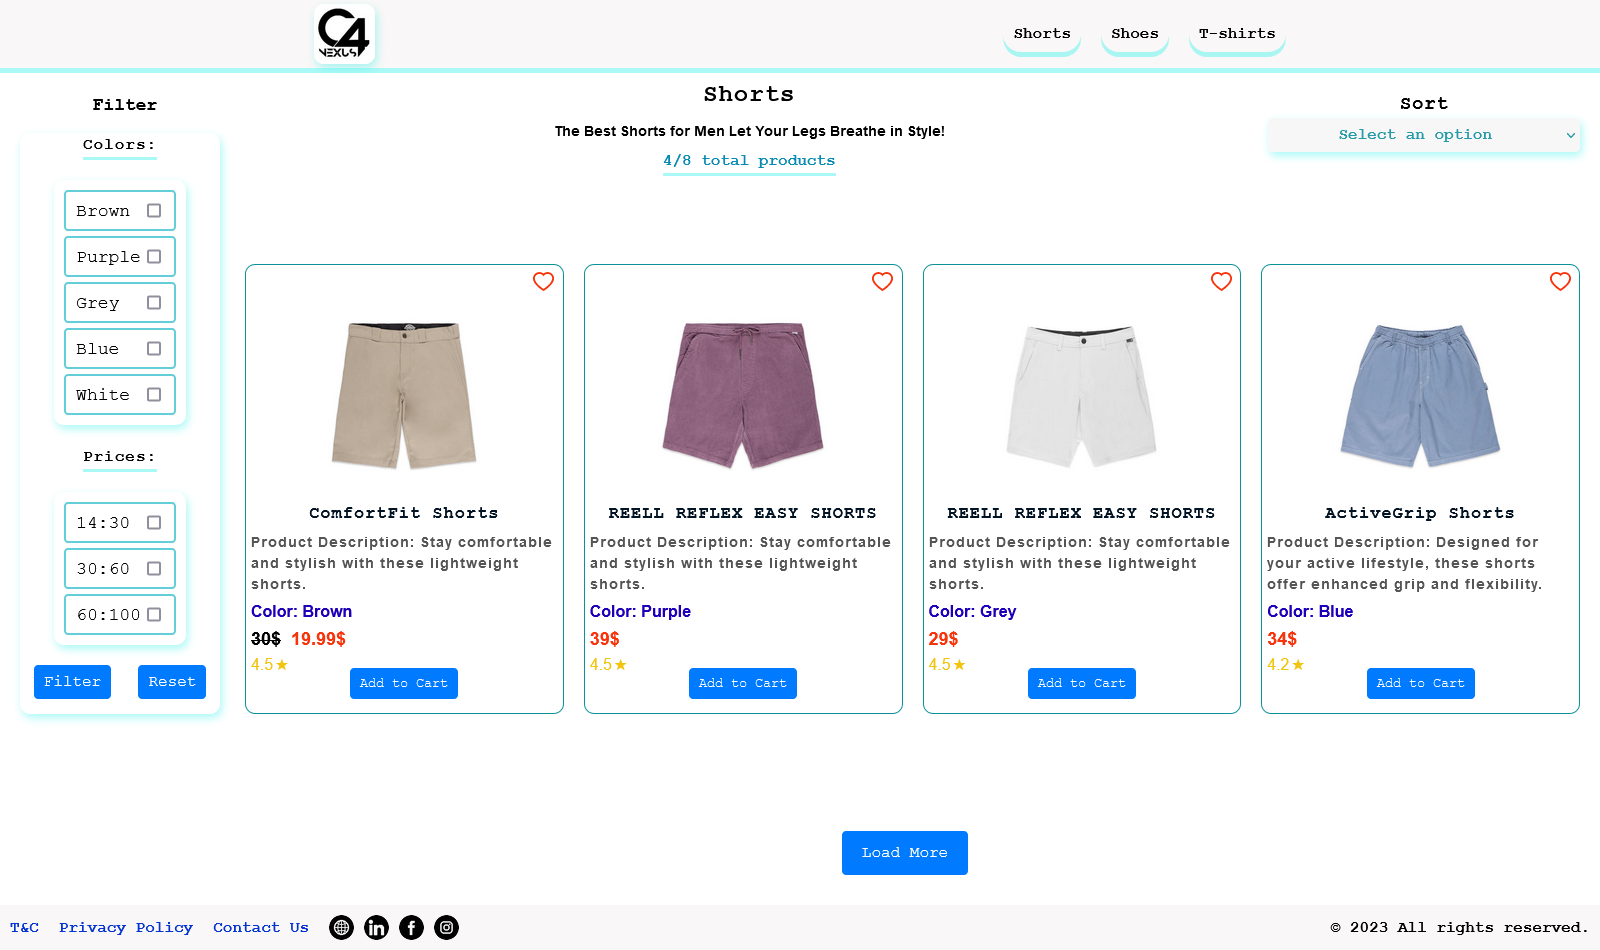 C4
NEXUS
Shorts
Shoes
T-shirts
Filter
Colors:
Brown
Purple
Grey
Blue
White
Prices:
14:30
30:60
60:100
Filter
Reset
Shorts
The Best Shorts for Men Let Your Legs Breathe in Style!
4/8 total products
Sort
Select an option
ComfortFit Shorts
Product Description: Stay comfortable
and stylish with these lightweight
shorts.
Color: Brown
30$ 19.99$
4.5★
Add to Cart
REELL REFLEX EASY SHORTS
Product Description: Stay comfortable
and stylish with these lightweight
shorts.
Color: Purple
39$
4.5★
Add to Cart
REELL REFLEX EASY SHORTS
Product Description: Stay comfortable
and stylish with these lightweight
shorts.
Color: Grey
29$
4.5★
Add to Cart
ActiveGrip Shorts
Product Description: Designed for
your active lifestyle, these shorts
offer enhanced grip and flexibility.
Color: Blue
34$
4.2★
Add to Cart
Load More
T&C
Privacy Policy
Contact Us
© 2023 All rights reserved.